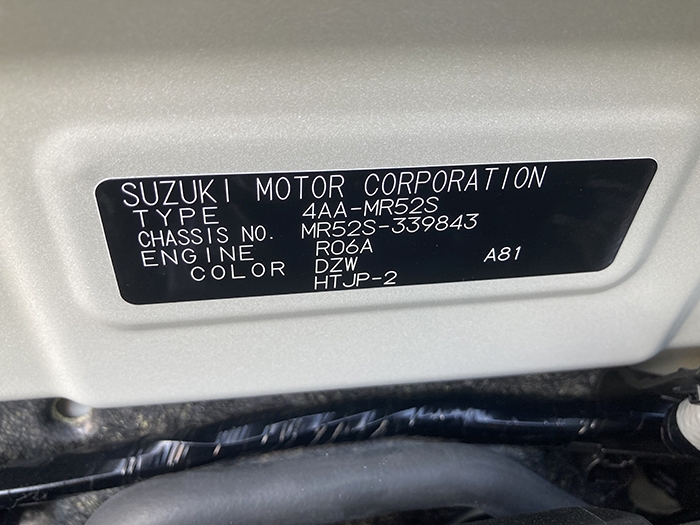 SUZUKI MOTOR CORPORATION
TYPE 4AA-MR52S
CHASSIS NO. MR52S-339843
ENGINE R06A A81
COLOR DZW
HTJP-2